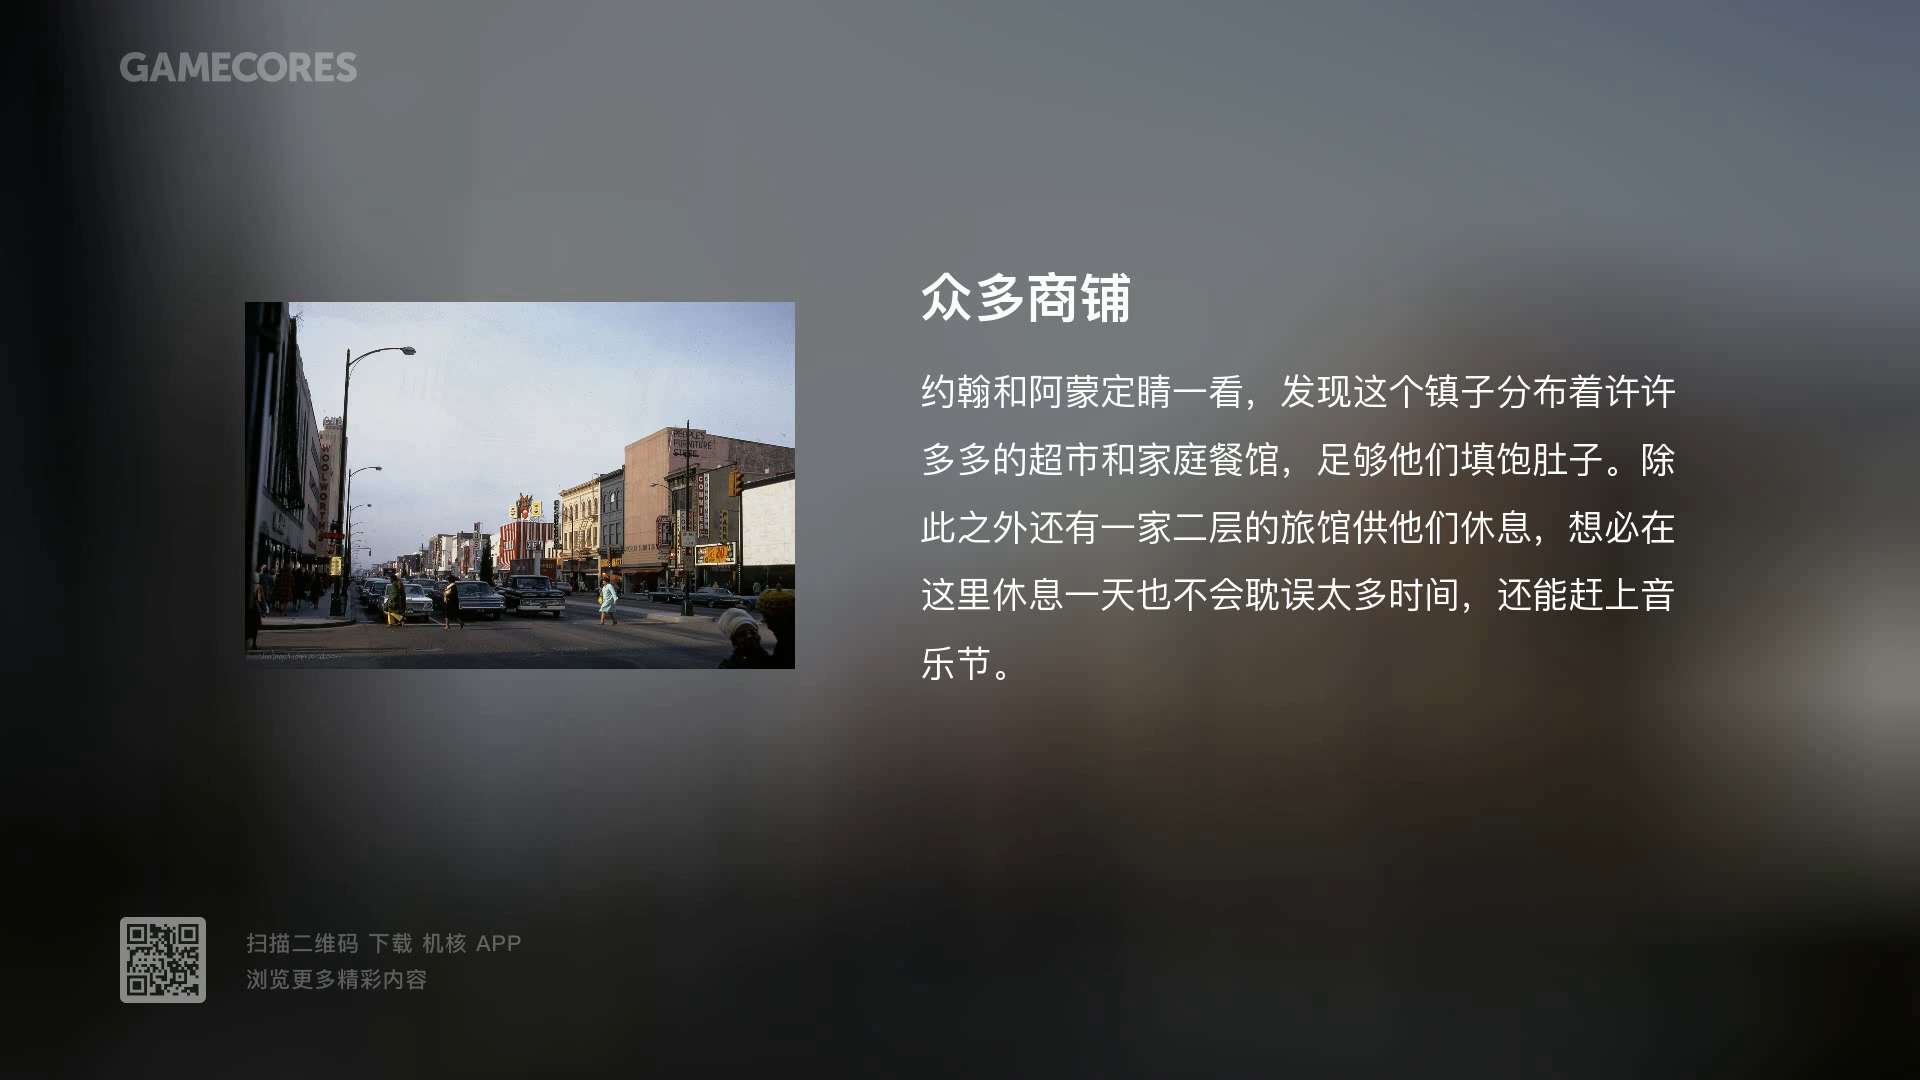 GAMECORES
众多商铺
约翰和阿蒙定睛一看，发现这个镇子分布着许许
多多的超市和家庭餐馆，足够他们填饱肚子。除
此之外还有一家二层的旅馆供他们休息，想必在
这里休息一天也不会耽误太多时间，还能赶上音
乐节。
WOOLWORTH
PEOPLES
FURNITURE
STORE
扫描二维码 下载 机核 APP
浏览更多精彩内容